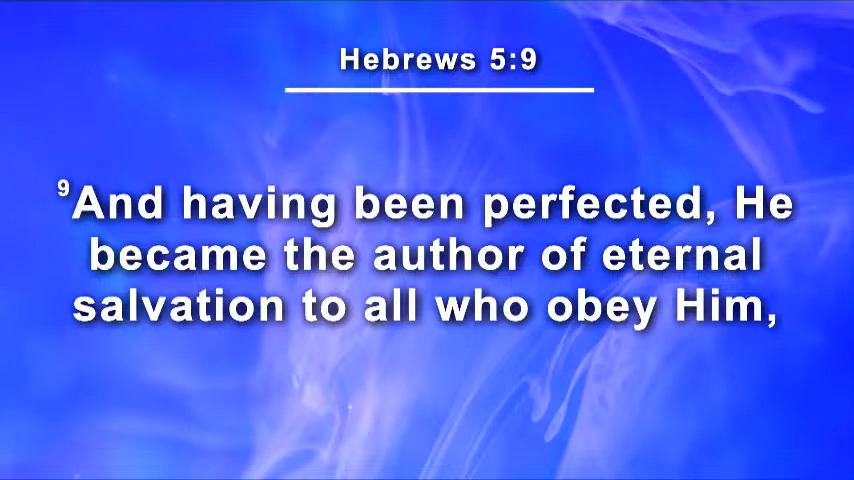 Hebrews 5:9
⁹And having been perfected, He
became the author of eternal
salvation to all who obey Him,